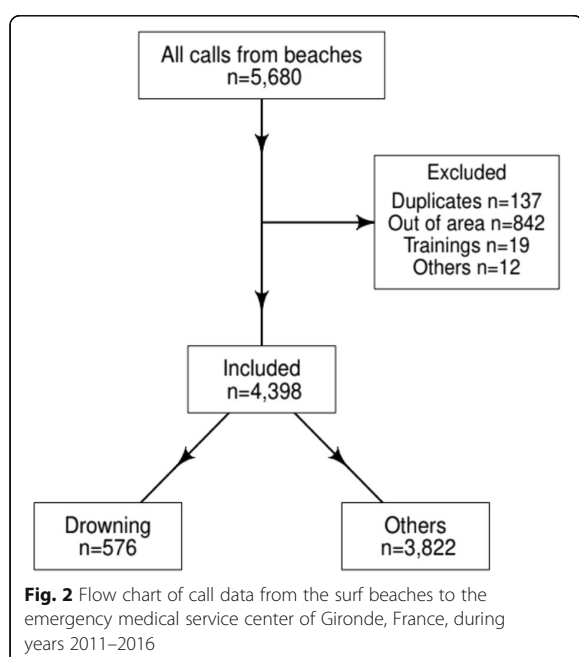 All calls from beaches
n=5,680
Excluded
Duplicates n=137
Out of area n=842
Trainings n=19
Others n=12
Included
n=4,398
Drowning
n=576
Others
n=3,822
Fig. 2 Flow chart of call data from the surf beaches to the
emergency medical service center of Gironde, France, during
years 2011–2016